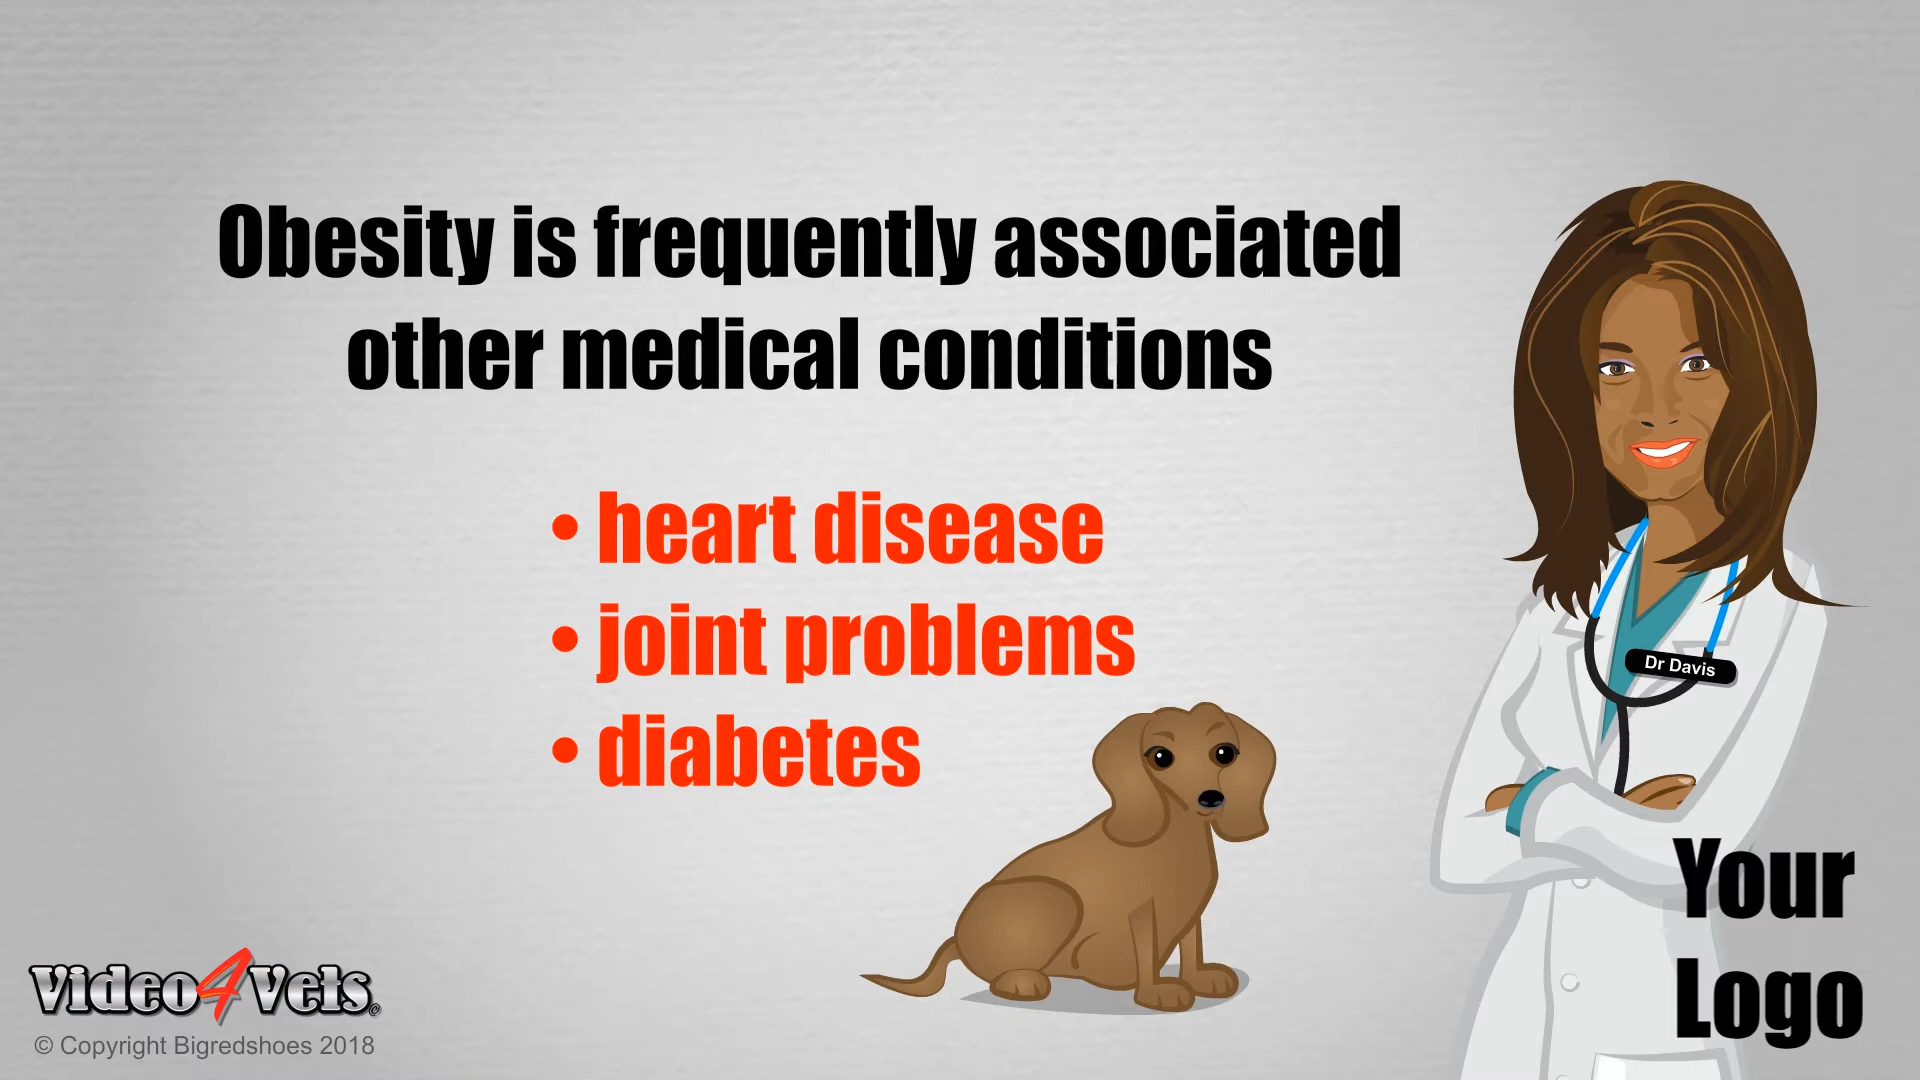 Obesity is frequently associated
other medical conditions
• heart disease
• joint problems
• diabetes
Dr Davis
Your
Logo
Video4Vets©
© Copyright Bigredshoes 2018